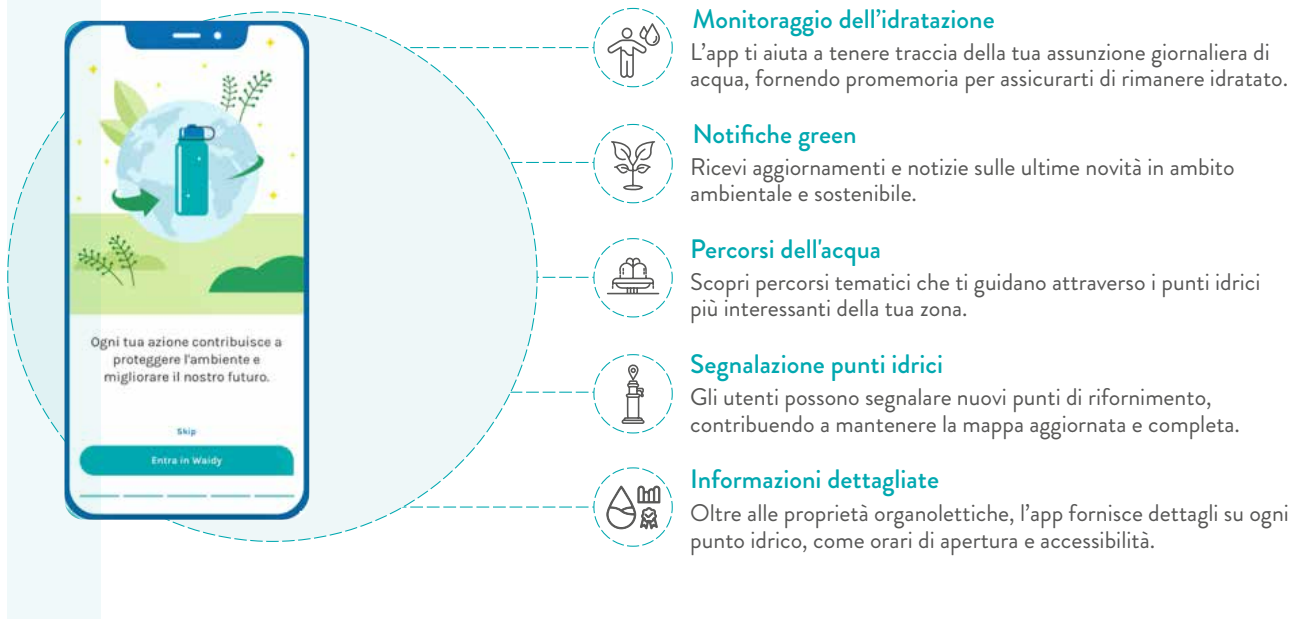 Ogni tua azione contribuisce a
proteggere l'ambiente e
migliorare il nostro futuro.
Skip
Entra in Waidy
Monitoraggio dell’idratazione
L’app ti aiuta a tenere traccia della tua assunzione giornaliera di
acqua, fornendo promemoria per assicurarti di rimanere idratato.
Notifiche green
Ricevi aggiornamenti e notizie sulle ultime novità in ambito
ambientale e sostenibile.
Percorsi dell'acqua
Scopri percorsi tematici che ti guidano attraverso i punti idrici
più interessanti della tua zona.
Segnalazione punti idrici
Gli utenti possono segnalare nuovi punti di rifornimento,
contribuendo a mantenere la mappa aggiornata e completa.
Informazioni dettagliate
Oltre alle proprietà organolettiche, l’app fornisce dettagli su ogni
punto idrico, come orari di apertura e accessibilità.